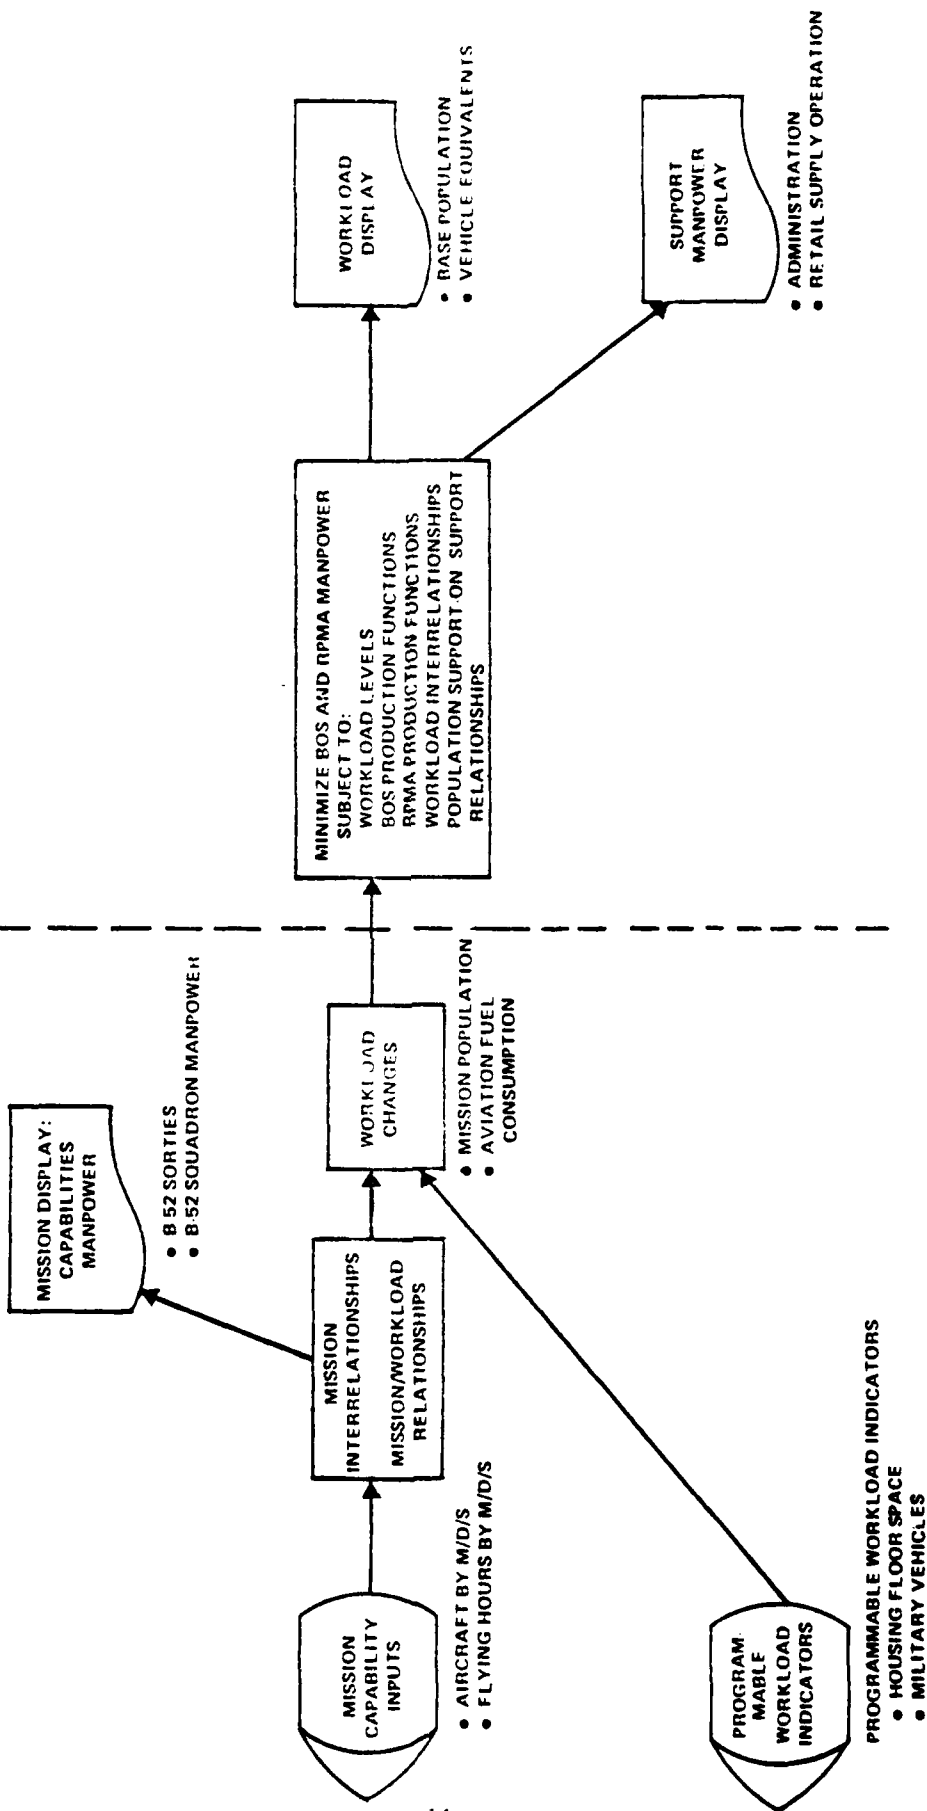 MISSION DISPLAY:
CAPABILITIES
MANPOWER
• B 52 SORTIES
• B-52 SQUADRON MANPOWER
MISSION
CAPABILITY
INPUTS
• AIRCRAFT BY M/D/S
• FLYING HOURS BY M/D/S
MISSION
INTERRELATIONSHIPS
MISSION/WORKLOAD
RELATIONSHIPS
WORKLOAD
CHANGES
• MISSION POPULATION
• AVIATION FUEL
CONSUMPTION
MINIMIZE BOS AND RPMA MANPOWER
SUBJECT TO:
WORKLOAD LEVELS
BOS PRODUCTION FUNCTIONS
RPMA PRODUCTION FUNCTIONS
WORKLOAD INTERRELATIONSHIPS
POPULATION SUPPORT-ON SUPPORT
RELATIONSHIPS
WORKLOAD
DISPLAY
• BASE POPULATION
• VEHICLE EQUIVALENTS
PROGRAM-
MABLE
WORKLOAD
INDICATORS
PROGRAMMABLE WORKLOAD INDICATORS
• HOUSING FLOOR SPACE
• MILITARY VEHICLES
SUPPORT
MANPOWER
DISPLAY
• ADMINISTRATION
• RETAIL SUPPLY OPERATION